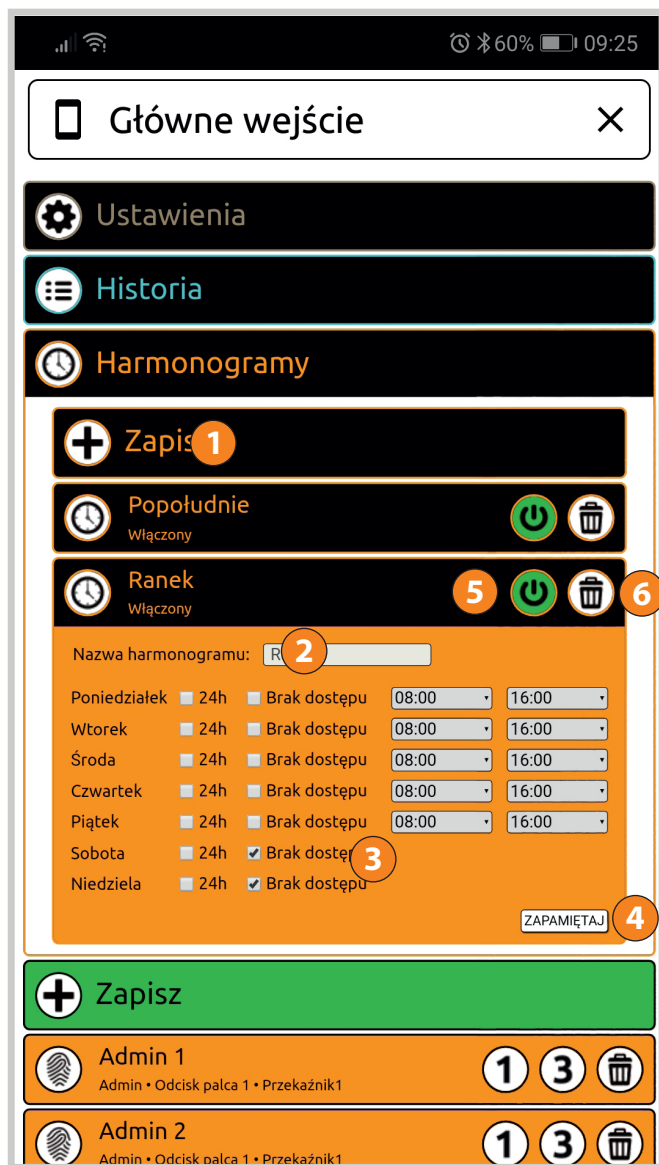 60% 09:25
Główne wejście
Ustawienia
Historia
Harmonogramy
1
Popołudnie
Włączony
Ranek
Włączony
5 6
Nazwa harmonogramu: 2
Poniedziałek 24h Brak dostępu 08:00 16:00
Wtorek 24h Brak dostępu 08:00 16:00
Środa 24h Brak dostępu 08:00 16:00
Czwartek 24h Brak dostępu 08:00 16:00
Piątek 24h Brak dostępu 08:00 16:00
Sobota 24h Brak 3
Niedziela 24h Brak dostępu
ZAPAMIĘTAJ 4
Zapisz
Admin 1 1 3
Admin • Odcisk palca 1 • Przekaźnik1
Admin 2 1 3
Admin • Odcisk palca 1 • Przekaźnik1